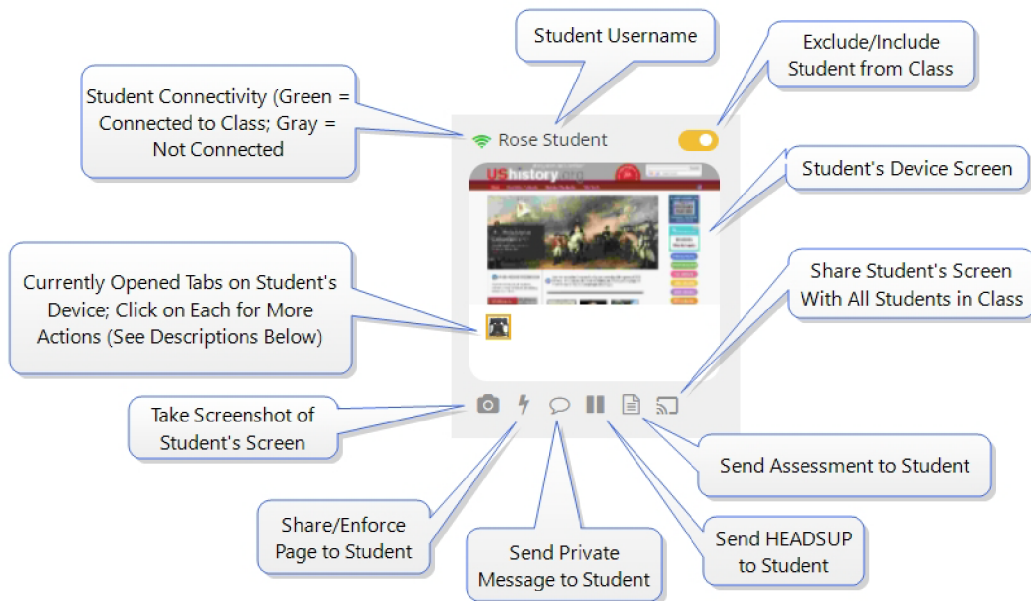 Student Username
Exclude/Include
Student from Class
Student Connectivity (Green =
Connected to Class; Gray =
Not Connected
Rose Student
Student's Device Screen
UShistory.org
Currently Opened Tabs on Student's
Device; Click on Each for More
Actions (See Descriptions Below)
Share Student's Screen
With All Students in Class
Take Screenshot of
Student's Screen
Send Assessment to Student
Share/Enforce
Page to Student
Send Private
Message to Student
Send HEADSUP
to Student